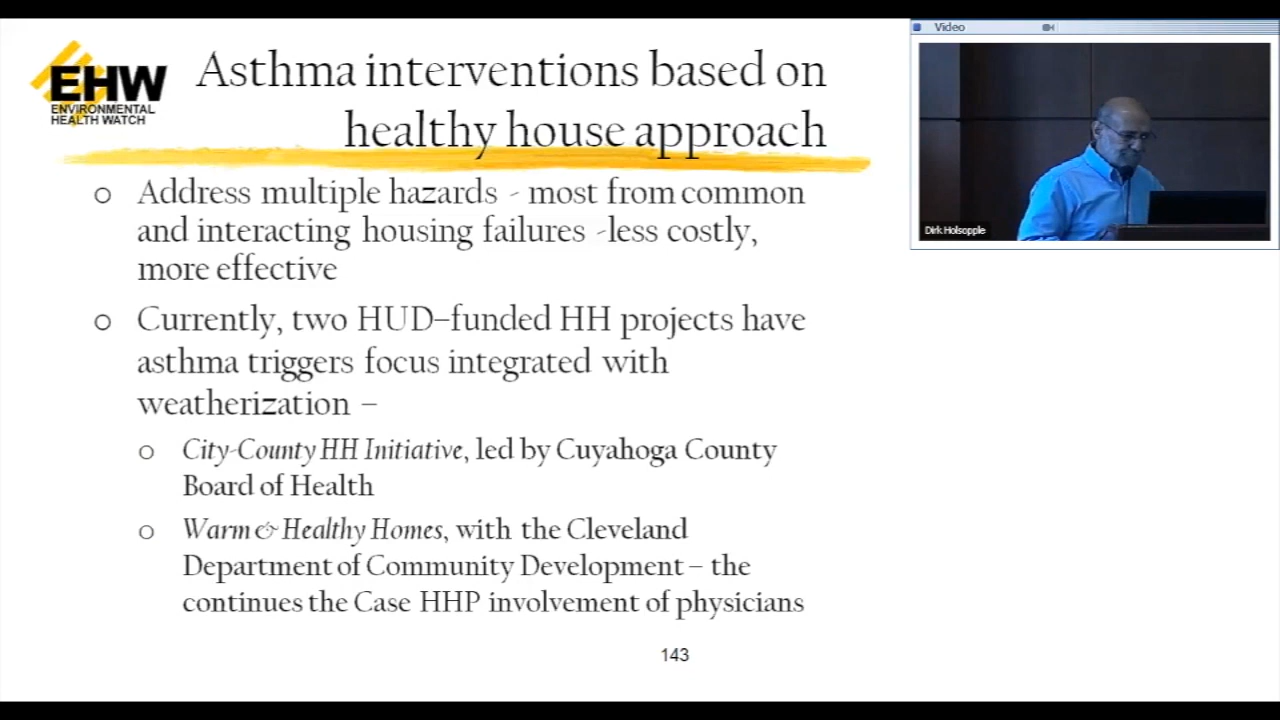 EHW
ENVIRONMENTAL
HEALTH WATCH
Asthma interventions based on
healthy house approach
Address multiple hazards - most from common
and interacting housing failures -less costly,
more effective
Currently, two HUD–funded HH projects have
asthma triggers focus integrated with
weatherization –
City-County HH Initiative, led by Cuyahoga County
Board of Health
Warm & Healthy Homes, with the Cleveland
Department of Community Development – the
continues the Case HHP involvement of physicians
143
Video
Dirk Holsopple